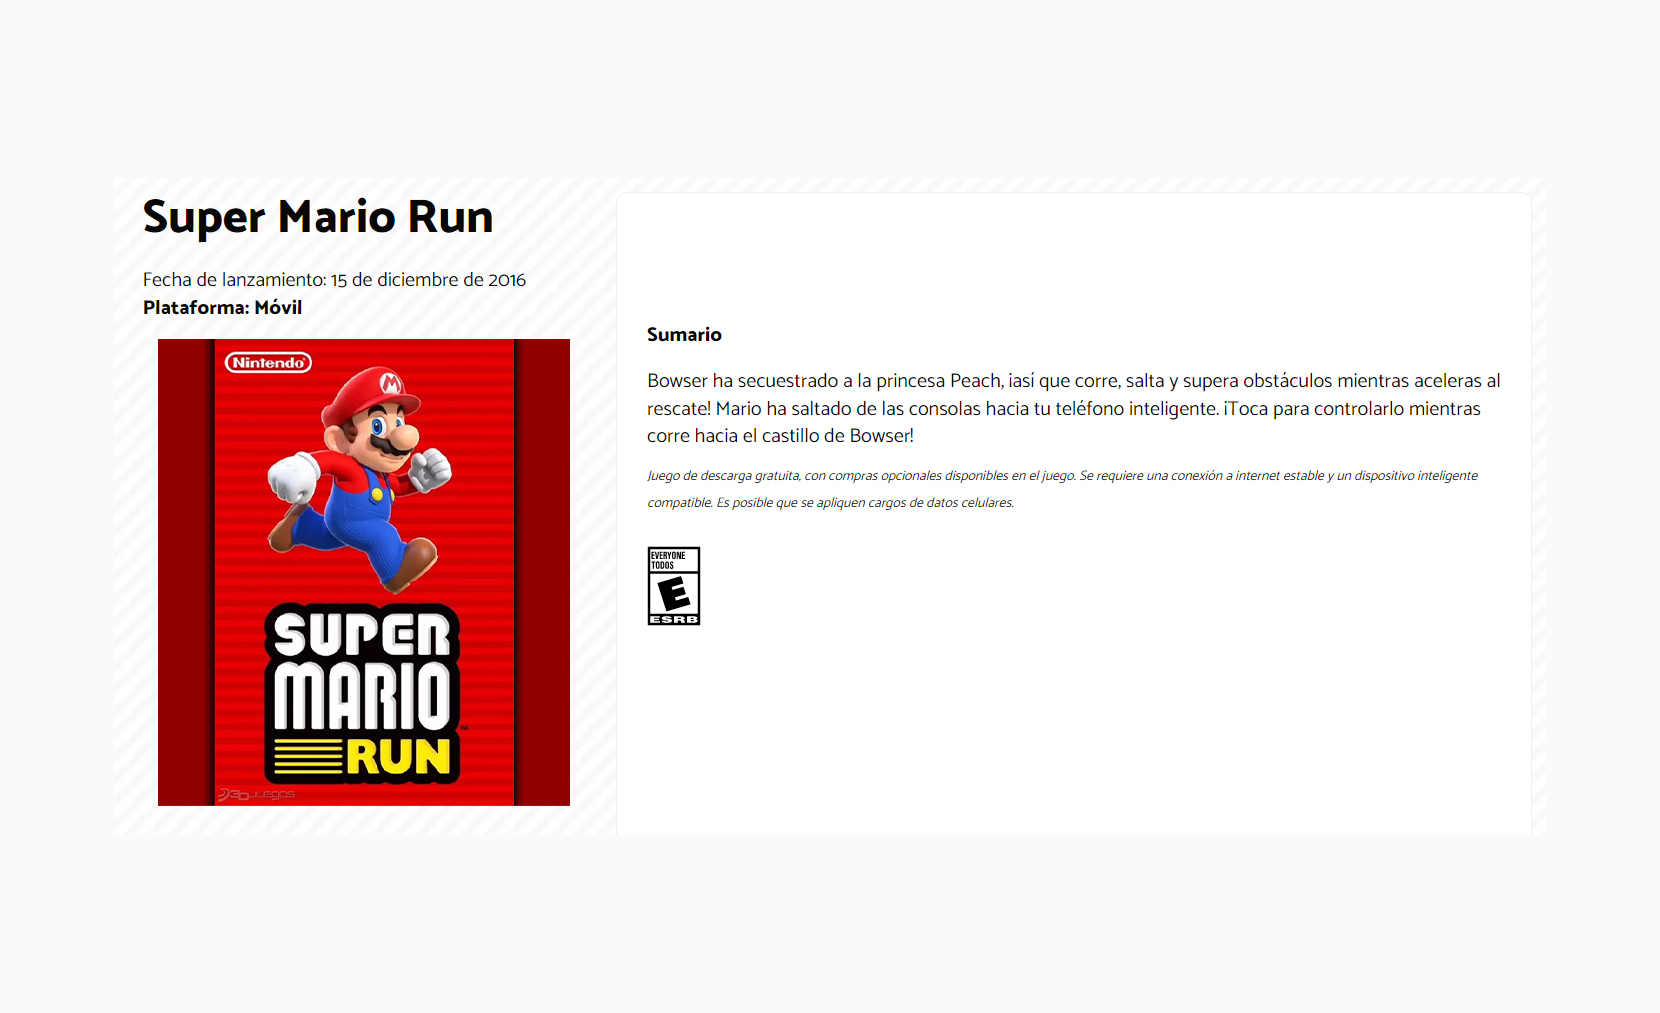 Super Mario Run
Fecha de lanzamiento: 15 de diciembre de 2016
Plataforma: Móvil
Nintendo
M
SUPER
MARIO
RUN
3DJuegos
Sumario
Bowser ha secuestrado a la princesa Peach, ¡así que corre, salta y supera obstáculos mientras aceleras al
rescate! Mario ha saltado de las consolas hacia tu teléfono inteligente. ¡Toca para controlarlo mientras
corre hacia el castillo de Bowser!
Juego de descarga gratuita, con compras opcionales disponibles en el juego. Se requiere una conexión a internet estable y un dispositivo inteligente
compatible. Es posible que se apliquen cargos de datos celulares.
EVERYONE
TODOS
E
ESRB